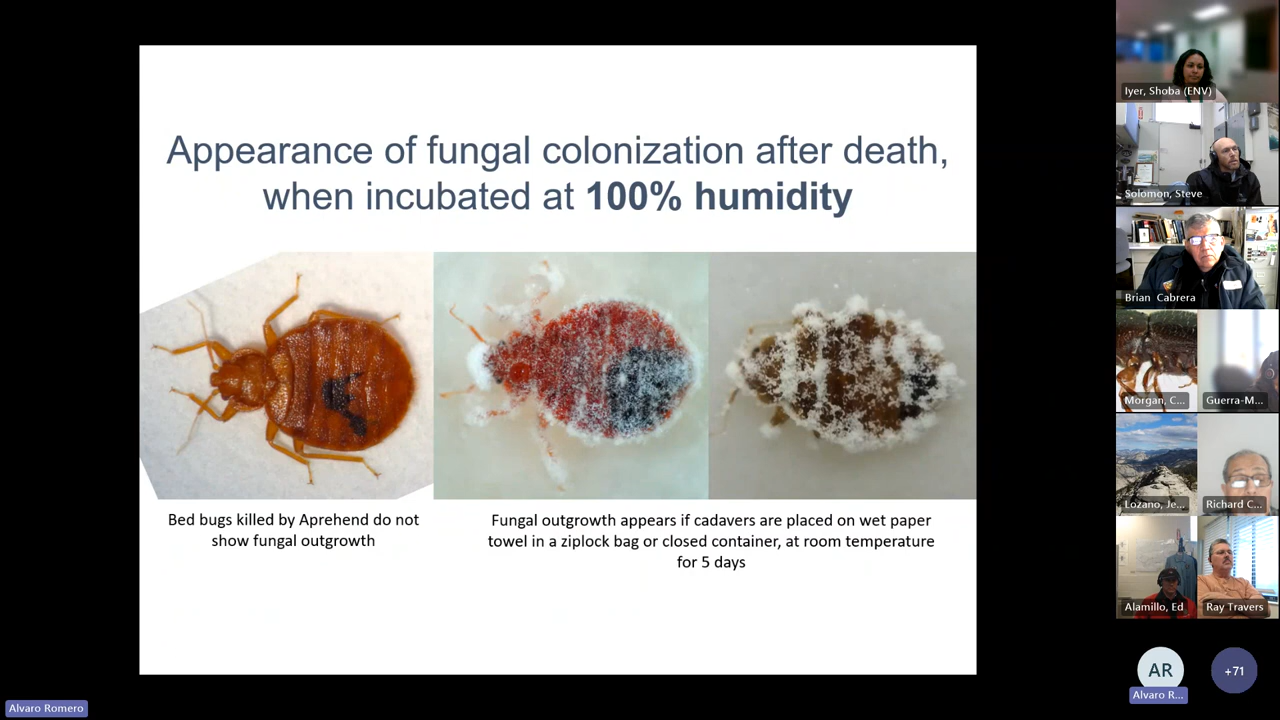 Appearance of fungal colonization after death,
when incubated at 100% humidity
Bed bugs killed by Aprehend do not
show fungal outgrowth
Fungal outgrowth appears if cadavers are placed on wet paper
towel in a ziplock bag or closed container, at room temperature
for 5 days
Iyer, Shoba (ENV)
Solomon, Steve
Brian Cabrera
Morgan, C...
Guerra-M...
Lozano, Je...
Richard C...
Alamillo, Ed
Ray Travers
AR
+71
Alvaro R...
Alvaro Romero